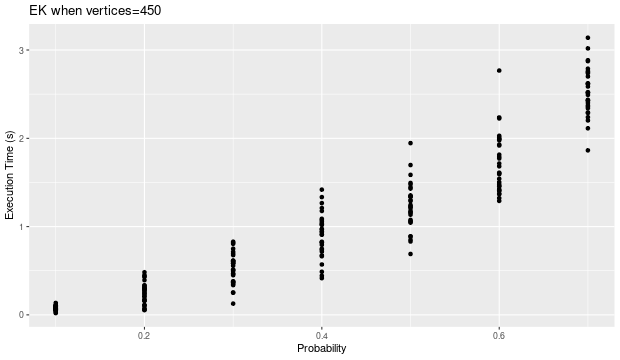 EK when vertices=450
3
2
1
0
Execution Time (s)
0.2 0.4 0.6
Probability